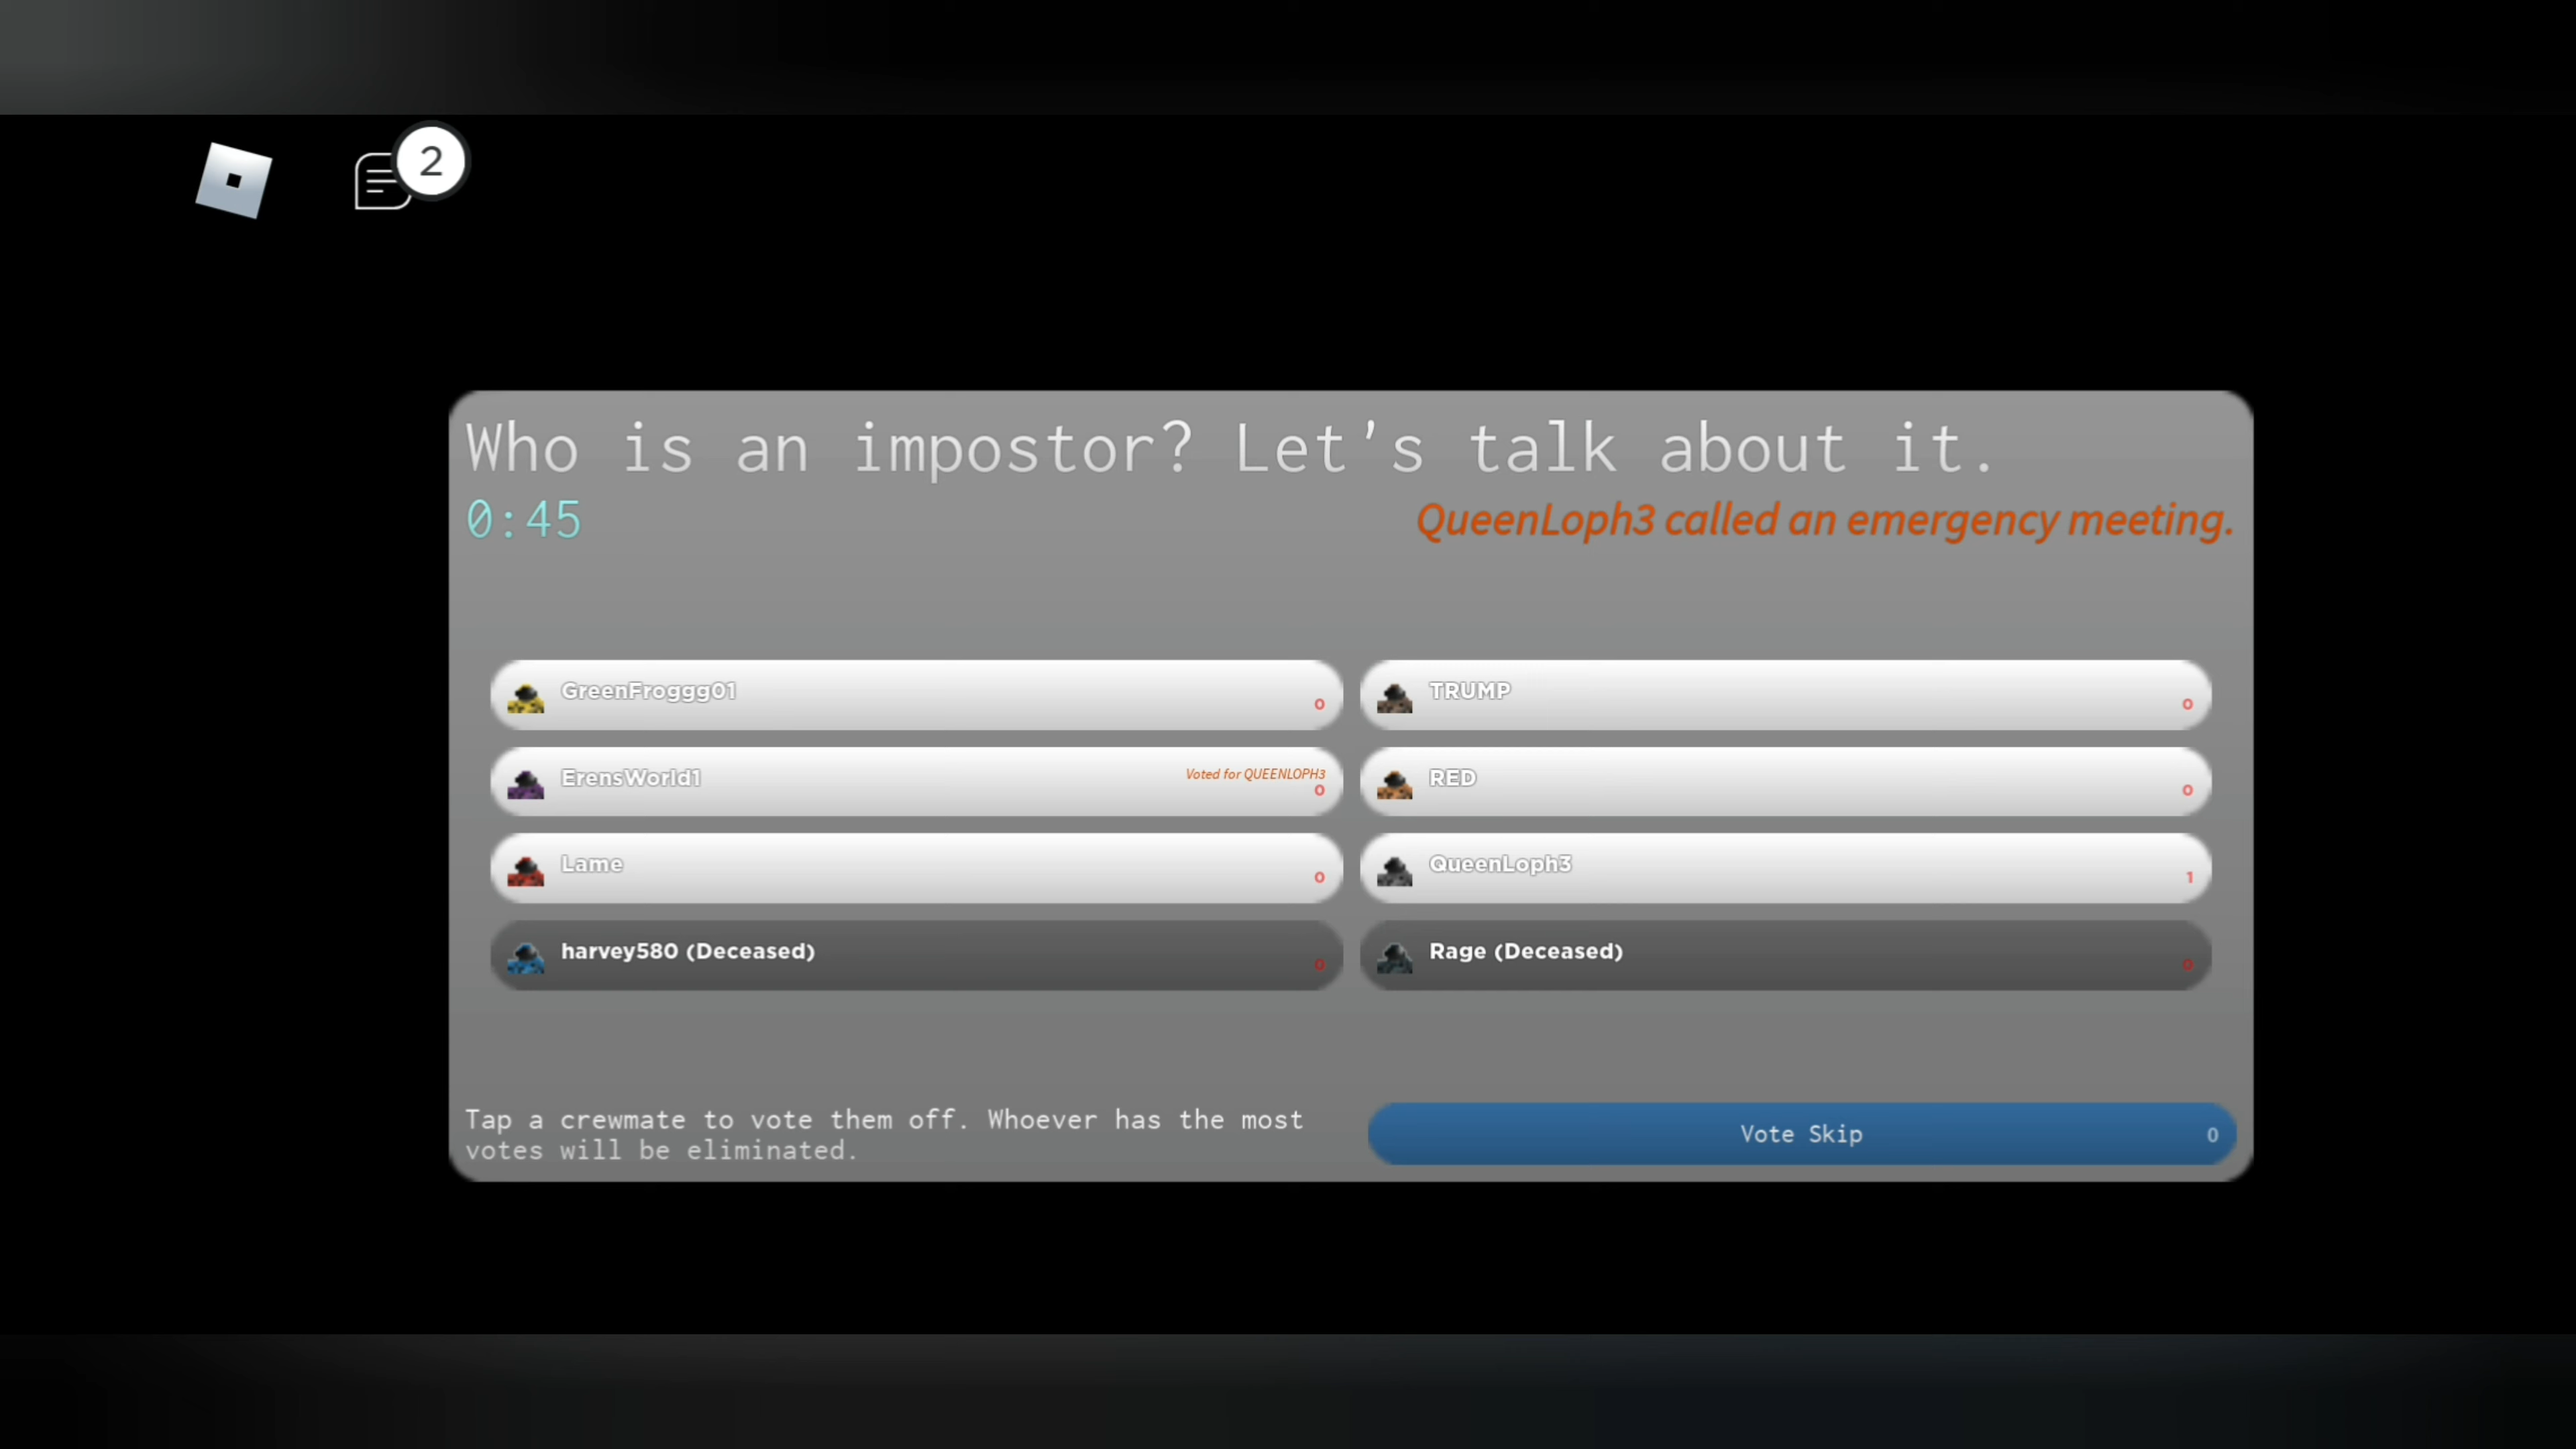 2
Who is an impostor? Let's talk about it.
0:45
QueenLoph3 called an emergency meeting.
GreenFroggg01
0
TRUMP
0
ErensWorld1
Voted for QUEENLOPH3
0
RED
0
Lame
0
QueenLoph3
1
harvey580 (Deceased)
0
Rage (Deceased)
0
Tap a crewmate to vote them off. Whoever has the most
votes will be eliminated.
Vote Skip
0